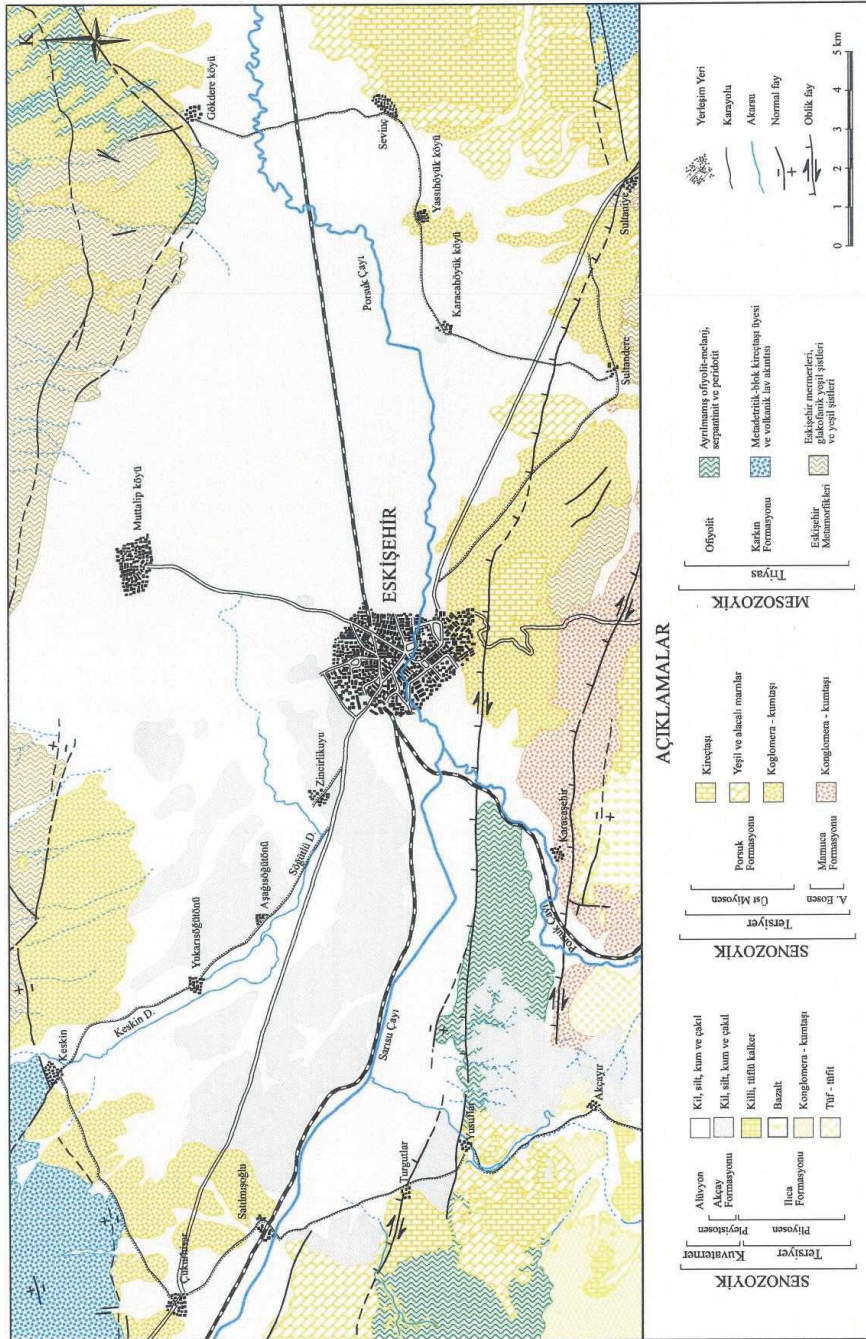 K
Gökdere köyü
Sevinç
Yassıhöyük köyü
Karacahöyük köyü
Porsuk Çayı
Sultaniye
Sultandere
Muttalip köyü
ESKİŞEHİR
Zincirlikuyu
Söğütlü D.
Aşağısöğütönü
Yukarısöğütönü
Keskin D.
Keskin
Karacaşehir
Porsuk Çayı
Sarısu Çayı
Akçayır
Yusuflar
Turgutlar
Satılmışoğlu
Çukurhisar
AÇIKLAMALAR
SENOZOYİK
Kuvaterner
Tersiyer
Pleyistosen
Pliyosen
Alüvyon
Kil, silt, kum ve çakıl
Akçay
Formasyonu
Kil, silt, kum ve çakıl
Ilıca
Formasyonu
Killi, tüflü kalker
Bazalt
Konglomera - kumtaşı
Tüf - tüfit
SENOZOYİK
Tersiyer
Üst Miyosen
A. Eosen
Porsuk
Formasyonu
Kireçtaşı
Yeşil ve alacalı marnlar
Koglomera - kumtaşı
Mamuca
Formasyonu
Konglomera - kumtaşı
MESOZOYİK
Triyas
Ofiyolit
Ayrılmamış ofiyolit-melanj,
serpantinit ve peridotit
Karkın
Formasyonu
Metadetritik-blok kireçtaşı üyesi
ve volkanik lav akıntısı
Eskişehir
Metamorfikleri
Eskişehir mermerleri,
glakofanik yeşil şistleri
ve yeşil şistleri
Yerleşim Yeri
Karayolu
Akarsu
Normal fay
Oblik fay
0 1 2 3 4 5 km